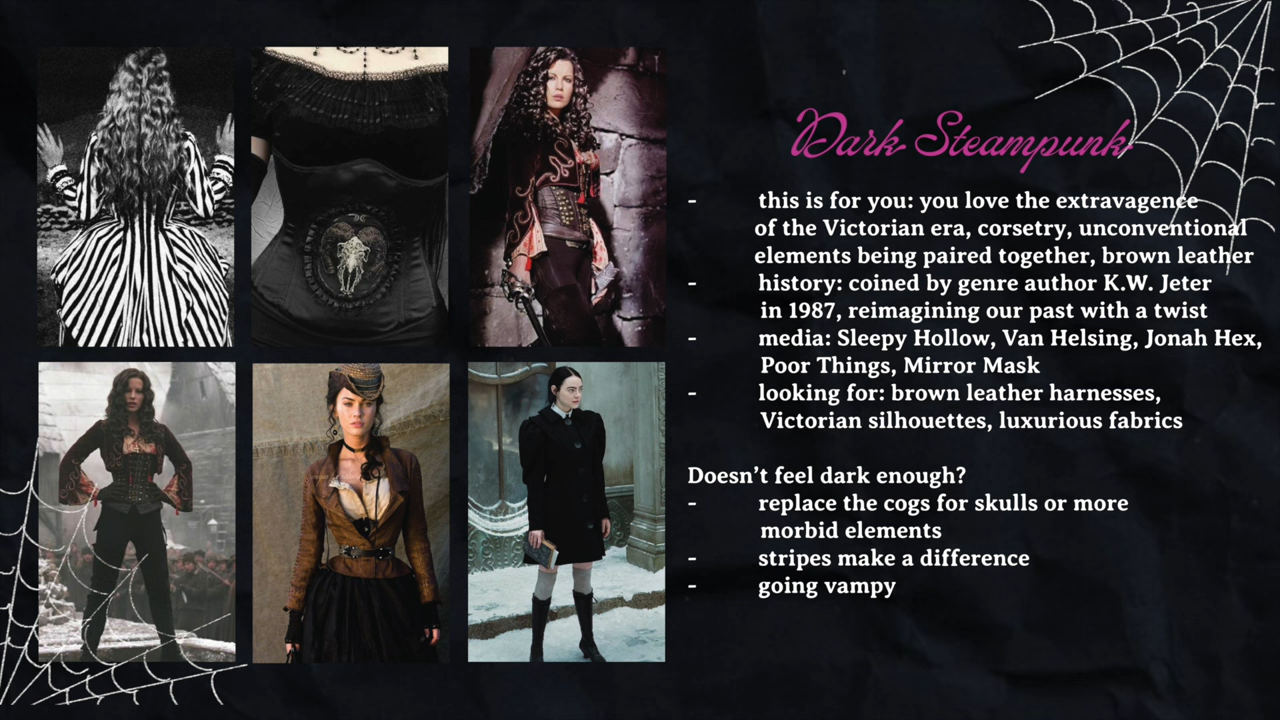 Dark Steampunk
- this is for you: you love the extravagence
of the Victorian era, corsetry, unconventional
elements being paired together, brown leather
- history: coined by genre author K.W. Jeter
in 1987, reimagining our past with a twist
- media: Sleepy Hollow, Van Helsing, Jonah Hex,
Poor Things, Mirror Mask
- looking for: brown leather harnesses,
Victorian silhouettes, luxurious fabrics
Doesn't feel dark enough?
- replace the cogs for skulls or more
morbid elements
- stripes make a difference
- going vampy